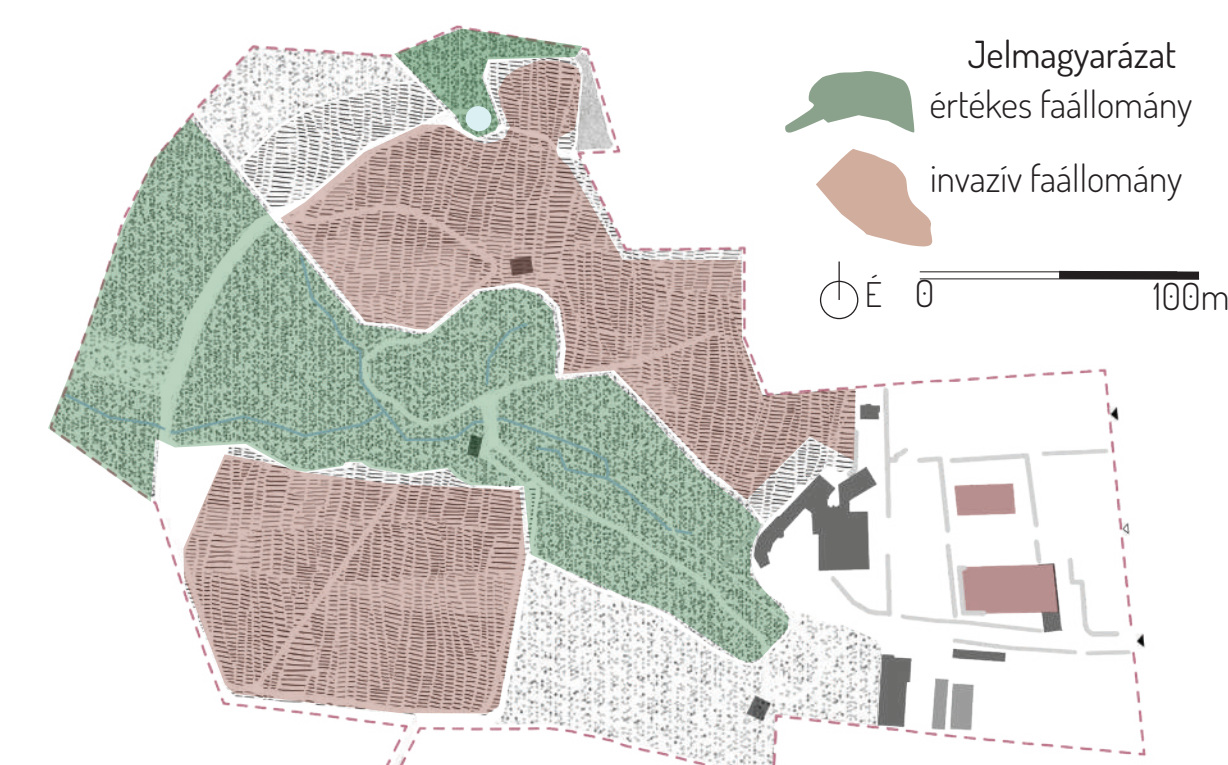 Jelmagyarázat
értékes faállomány
invazív faállomány
É 0 100m